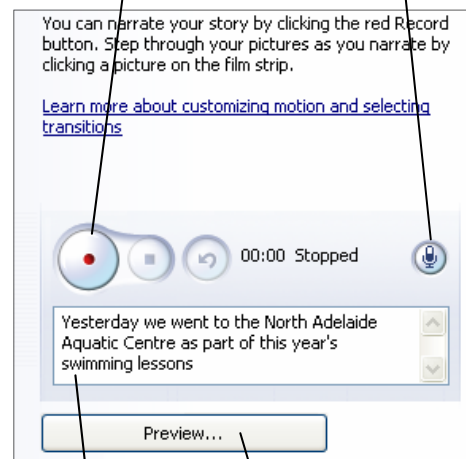 You can narrate your story by clicking the red Record
button. Step through your pictures as you narrate by
clicking a picture on the film strip.
Learn more about customizing motion and selecting
transitions
00:00 Stopped
Yesterday we went to the North Adelaide
Aquatic Centre as part of this year's
swimming lessons
Preview...